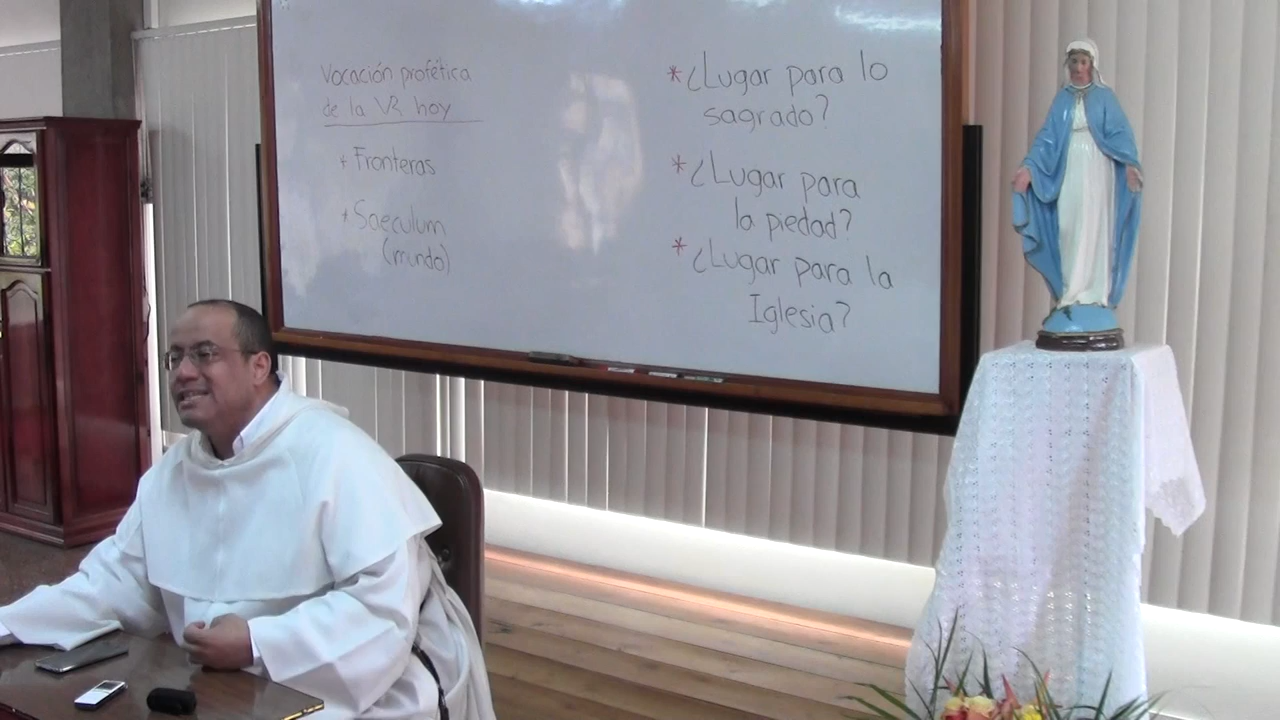 Vocación profética
de la VR hoy
+ Fronteras
* Saeculum
(mundo)
* ¿Lugar para lo
sagrado?
* ¿Lugar para
la piedad?
* ¿Lugar para la
Iglesia?